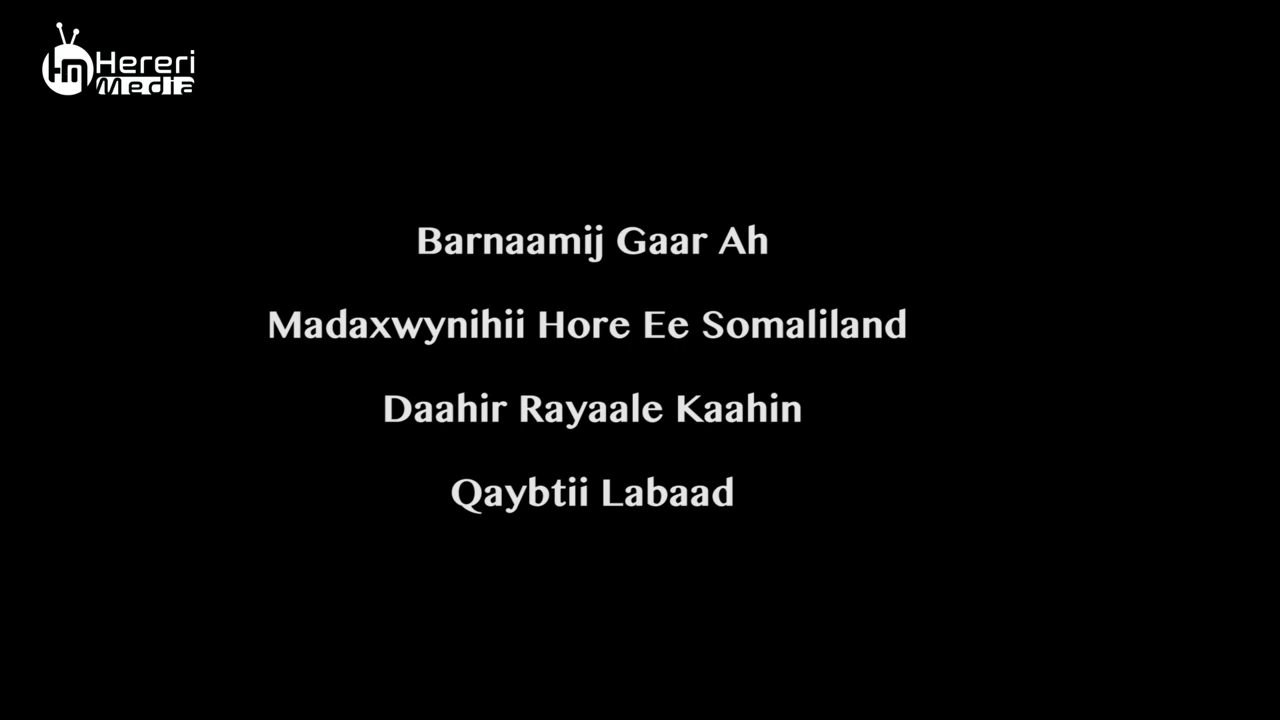 Hereri
Media
Barnaamij Gaar Ah
Madaxwynihii Hore Ee Somaliland
Daahir Rayaale Kaahin
Qaybtii Labaad